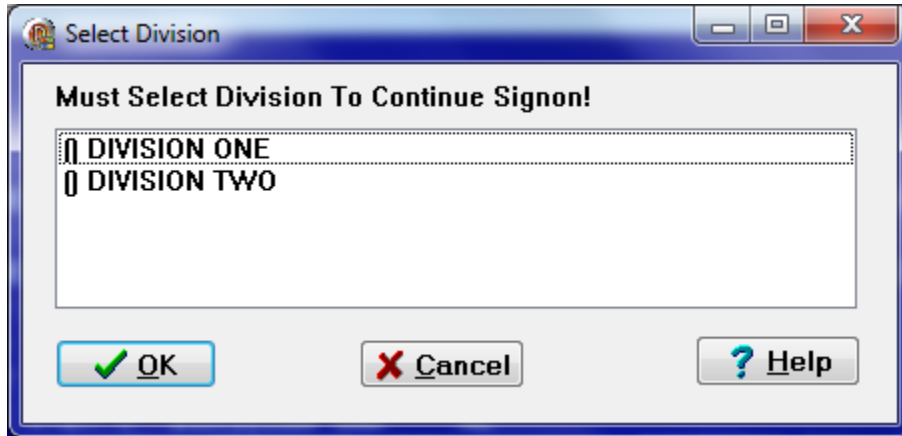 Select Division
Must Select Division To Continue Signon!
() DIVISION ONE
() DIVISION TWO
OK
Cancel
? Help